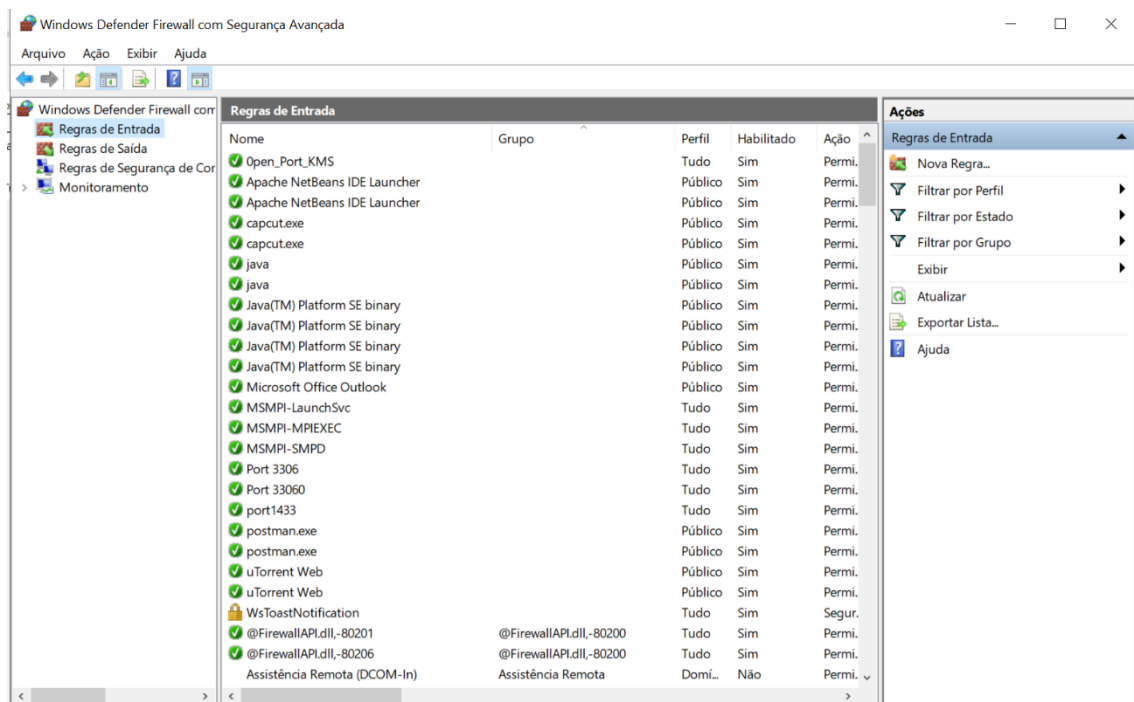 Windows Defender Firewall com Segurança Avançada
Arquivo Ação Exibir Ajuda
Windows Defender Firewall com
Regras de Entrada
Regras de Saída
Regras de Segurança de Cor
Monitoramento
Regras de Entrada
Nome Grupo Perfil Habilitado Ação
0pen_Port_KMS Tudo Sim Permi.
Apache NetBeans IDE Launcher Público Sim Permi.
Apache NetBeans IDE Launcher Público Sim Permi.
capcut.exe Público Sim Permi.
capcut.exe Público Sim Permi.
java Público Sim Permi.
java Público Sim Permi.
Java(TM) Platform SE binary Público Sim Permi.
Java(TM) Platform SE binary Público Sim Permi.
Java(TM) Platform SE binary Público Sim Permi.
Java(TM) Platform SE binary Público Sim Permi.
Microsoft Office Outlook Público Sim Permi.
MSMPI-LaunchSvc Tudo Sim Permi.
MSMPI-MPIEXEC Tudo Sim Permi.
MSMPI-SMPD Tudo Sim Permi.
Port 3306 Tudo Sim Permi.
Port 33060 Tudo Sim Permi.
port1433 Tudo Sim Permi.
postman.exe Público Sim Permi.
postman.exe Público Sim Permi.
uTorrent Web Público Sim Permi.
uTorrent Web Público Sim Permi.
WsToastNotification Tudo Sim Segur.
@FirewallAPI.dll,-80201 @FirewallAPI.dll,-80200 Tudo Sim Permi.
@FirewallAPI.dll,-80206 @FirewallAPI.dll,-80200 Tudo Sim Permi.
Assistência Remota (DCOM-In) Assistência Remota Domí... Não Permi.
Ações
Regras de Entrada
Nova Regra...
Filtrar por Perfil
Filtrar por Estado
Filtrar por Grupo
Exibir
Atualizar
Exportar Lista...
Ajuda